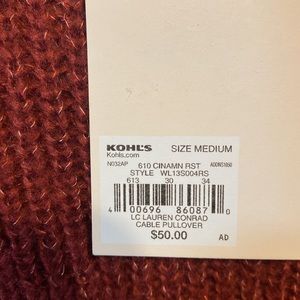 KOHL'S SIZE MEDIUM
Kohls.com
N032AP 610 CINAMN RST ADDNS1650
STYLE WL13S004RS
613 30 34
4 00696 86087 0
LC LAUREN CONRAD
CABLE PULLOVER
$50.00 AD